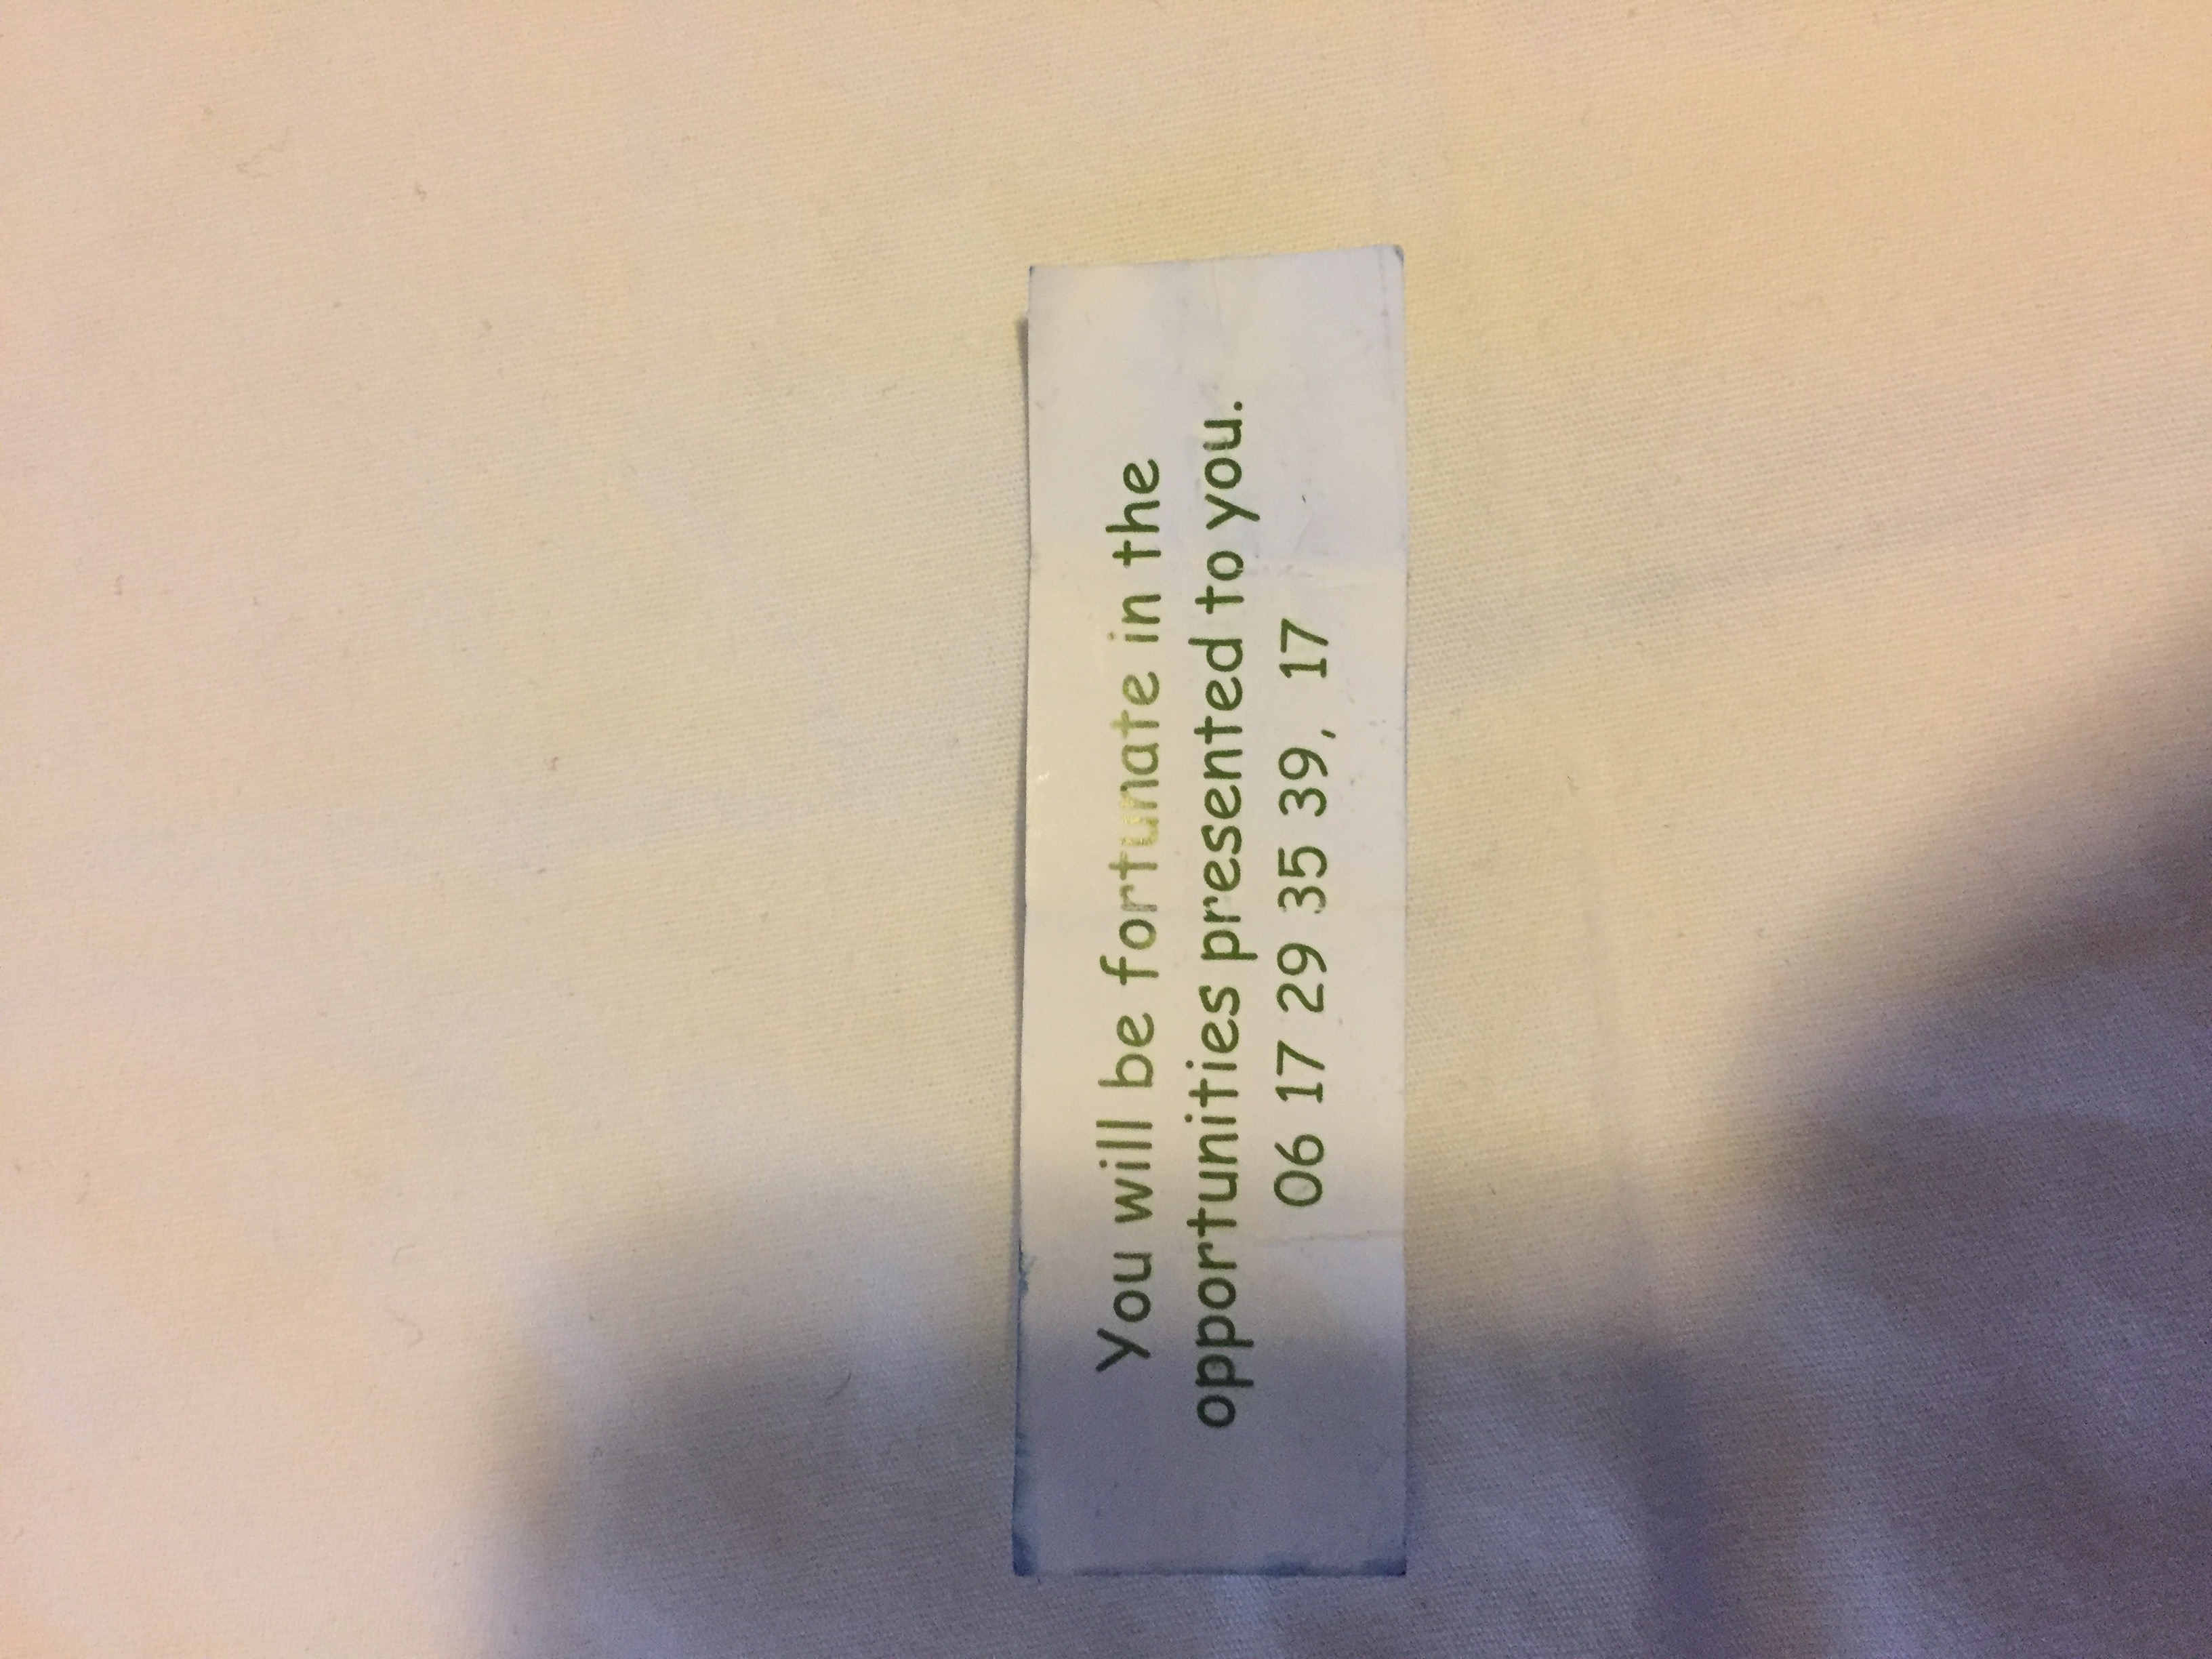 You will be fortunate in the
opportunities presented to you.
06 17 29 35 39, 17